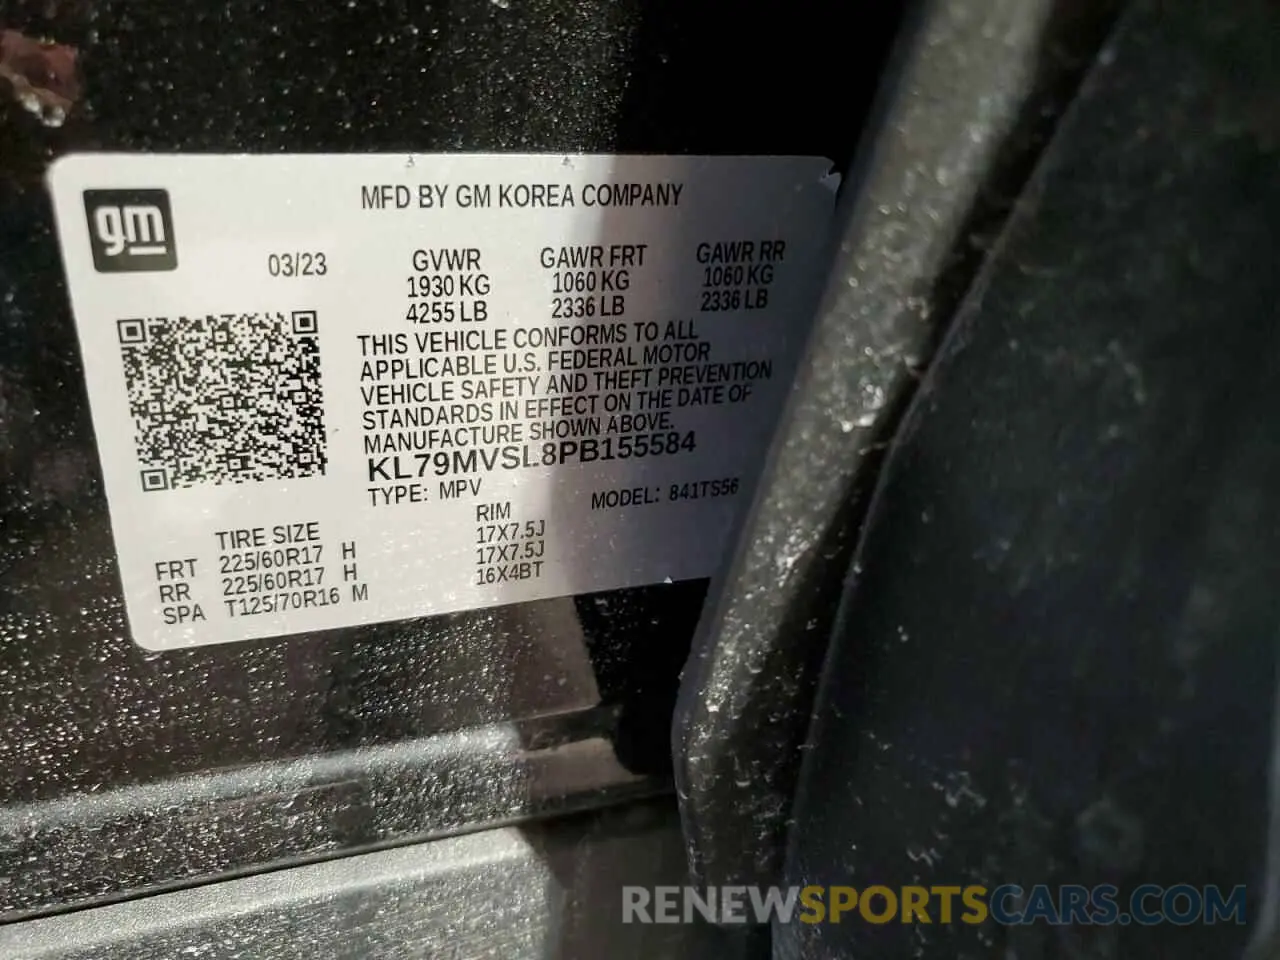 gm
MFD BY GM KOREA COMPANY
03/23
GVWR GAWR FRT GAWR RR
1930 KG 1060 KG 1060 KG
4255 LB 2336 LB 2336 LB
THIS VEHICLE CONFORMS TO ALL
APPLICABLE U.S. FEDERAL MOTOR
VEHICLE SAFETY AND THEFT PREVENTION
STANDARDS IN EFFECT ON THE DATE OF
MANUFACTURE SHOWN ABOVE.
KL79MVSL8PB155584
TYPE: MPV MODEL: 841TS56
TIRE SIZE RIM
FRT 225/60R17 H 17X7.5J
RR 225/60R17 H 17X7.5J
SPA T125/70R16 M 16X4BT
RENEWSPORTSCARS.COM